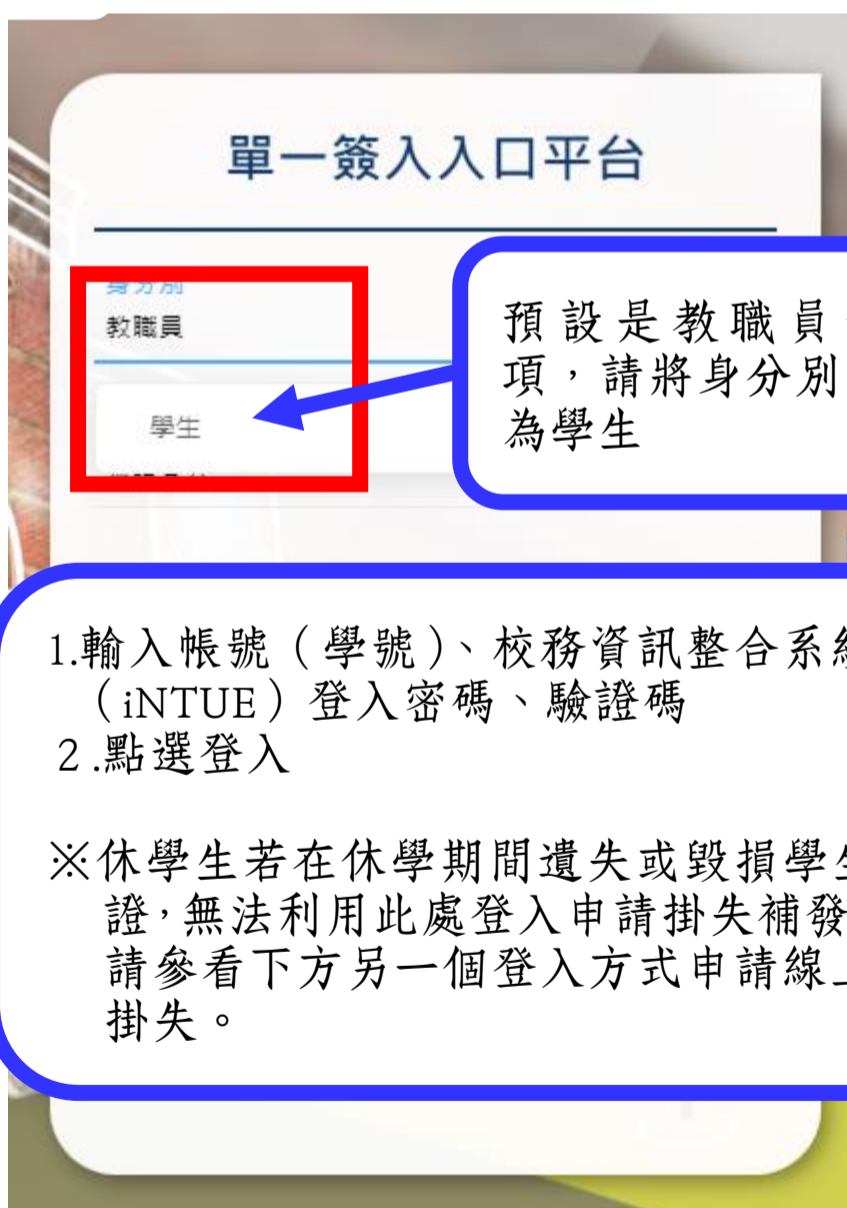 單一簽入入口平台
身分別
教職員
學生
預設是教職員
項，請將身分別
為學生
1.輸入帳號（學號）、校務資訊整合系
（iNTUE）登入密碼、驗證碼
2.點選登入
※休學生若在休學期間遺失或毀損學
證，無法利用此處登入申請掛失補發
請參看下方另一個登入方式申請線
掛失。